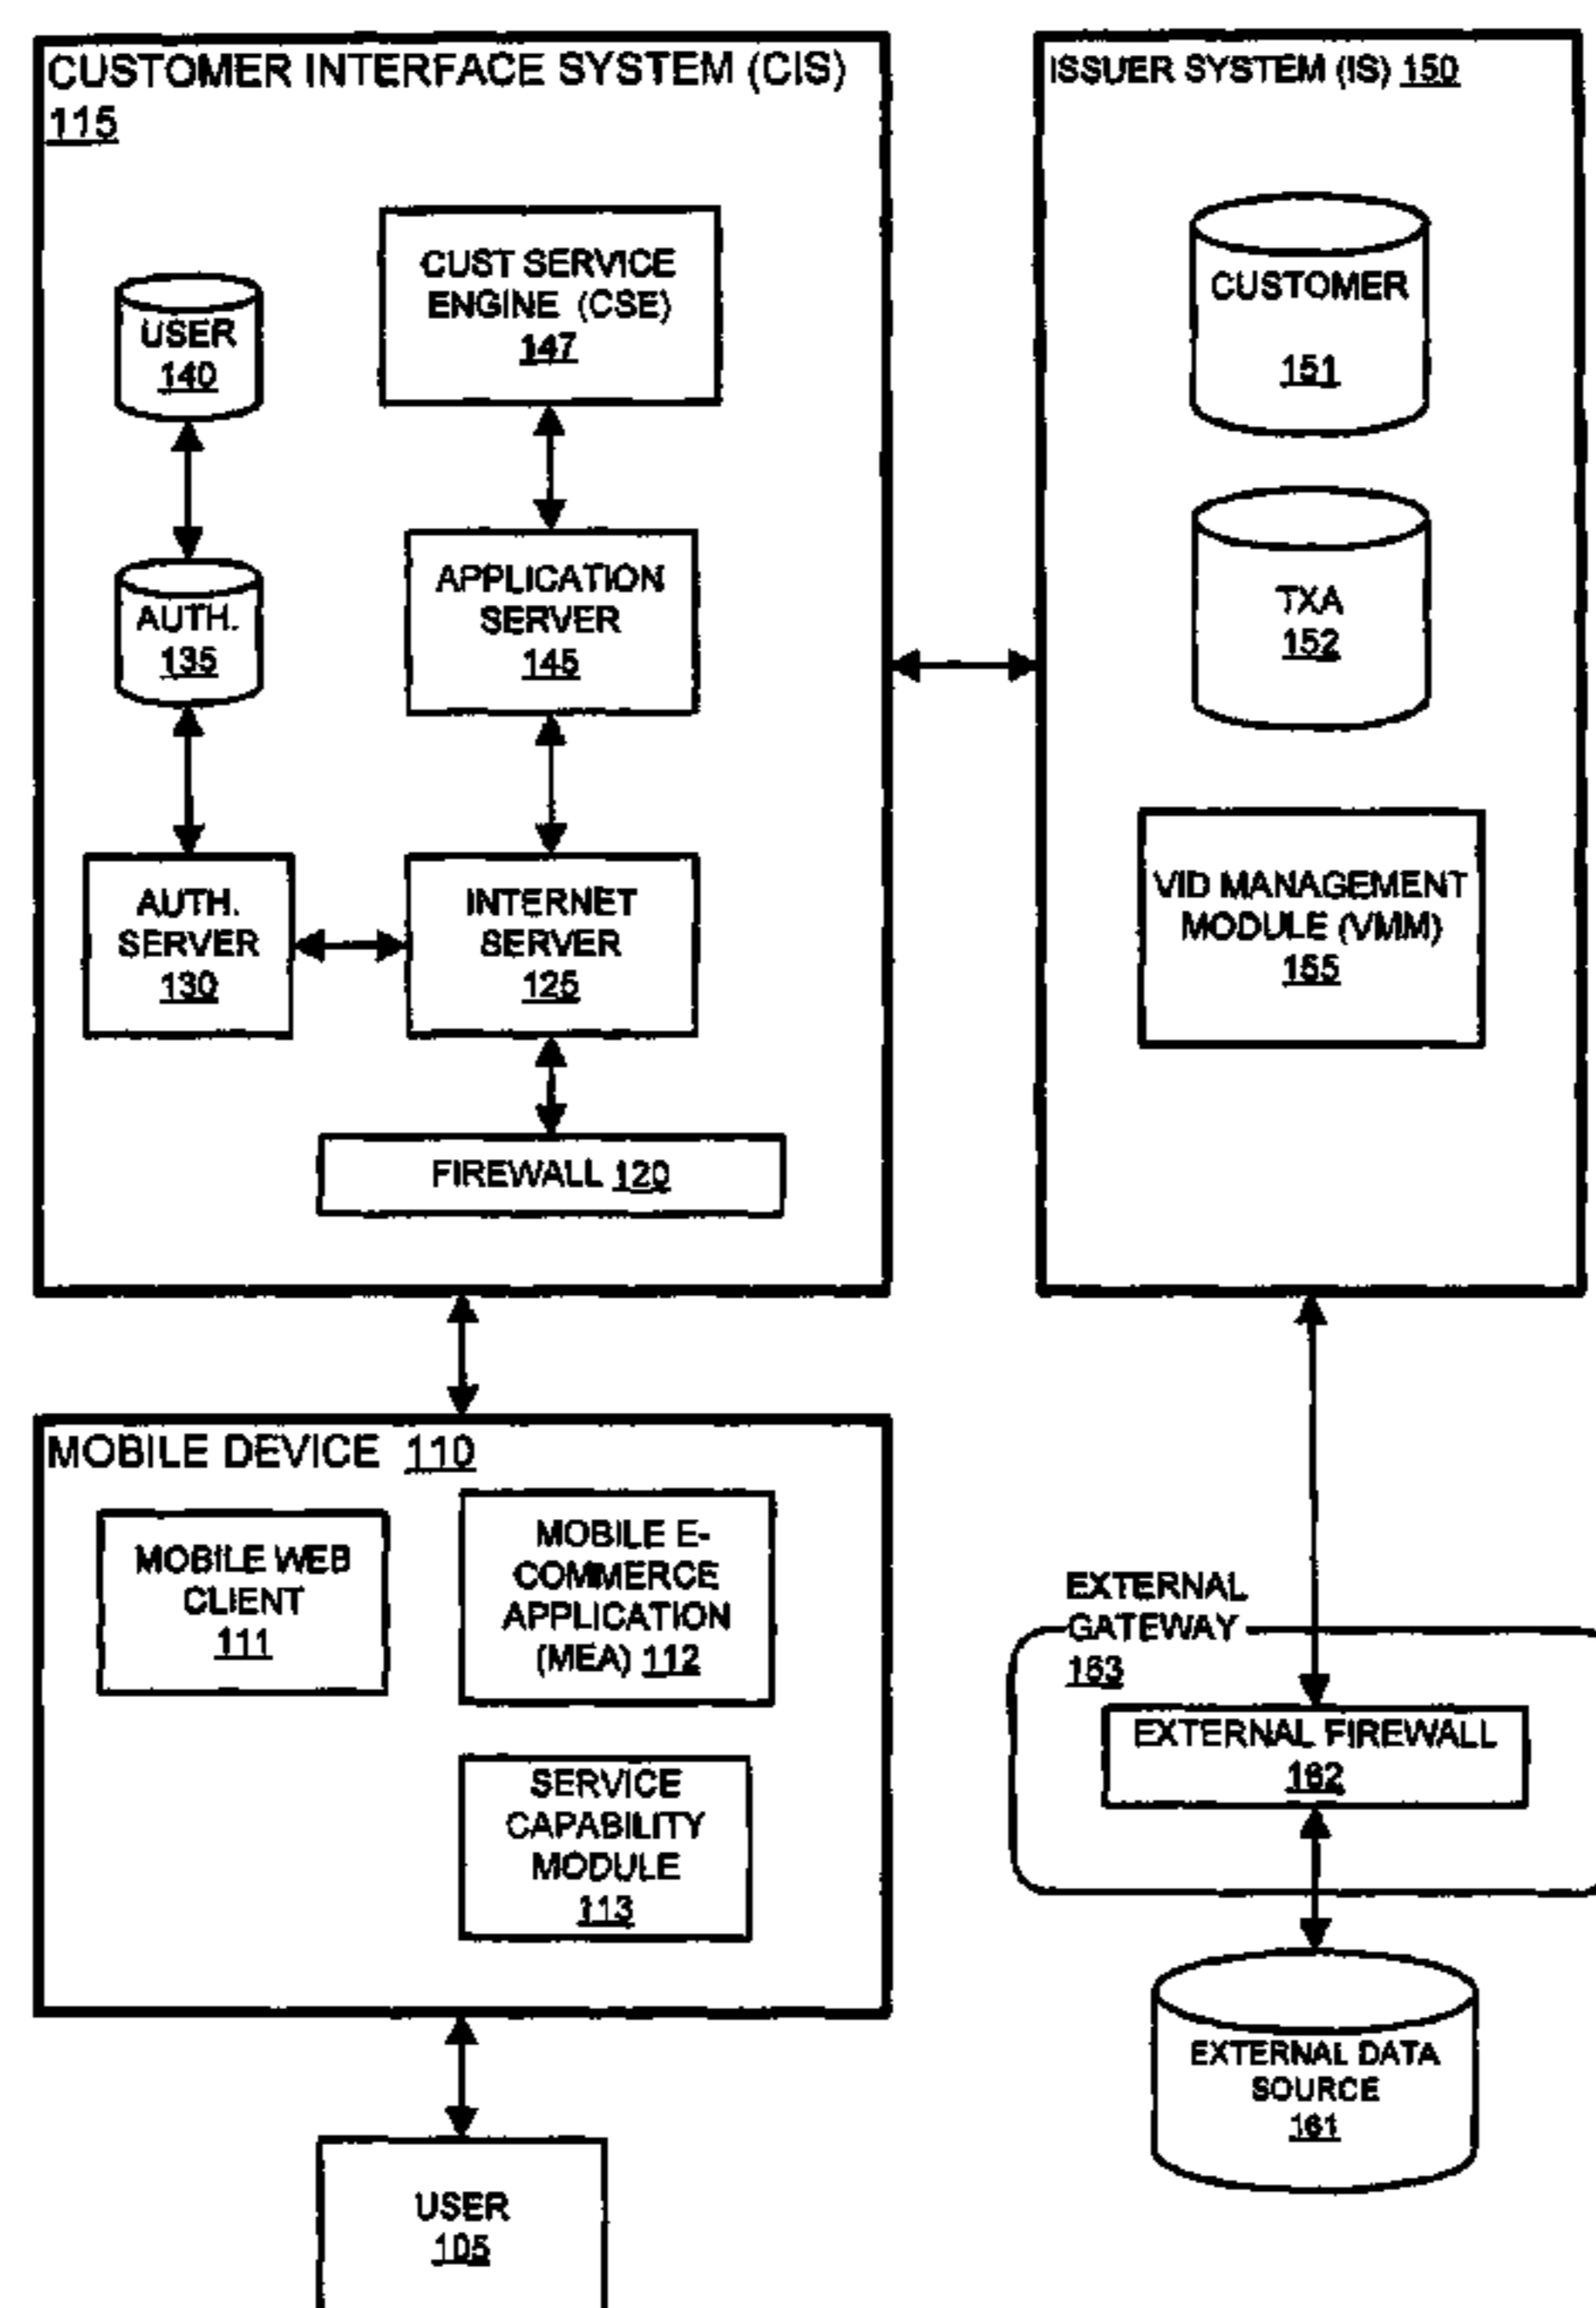 CUSTOMER INTERFACE SYSTEM (CIS)
115
CUST SERVICE
ENGINE (CSE)
147
USER
140
APPLICATION
SERVER
145
AUTH.
135
AUTH.
SERVER
130
INTERNET
SERVER
125
FIREWALL 120
ISSUER SYSTEM (IS) 150
CUSTOMER
151
TXA
152
VID MANAGEMENT
MODULE (VMM)
155
MOBILE DEVICE 110
MOBILE WEB
CLIENT
111
MOBILE E-
COMMERCE
APPLICATION
(MEA) 112
SERVICE
CAPABILITY
MODULE
113
EXTERNAL
GATEWAY
163
EXTERNAL FIREWALL
162
EXTERNAL DATA
SOURCE
161
USER
105